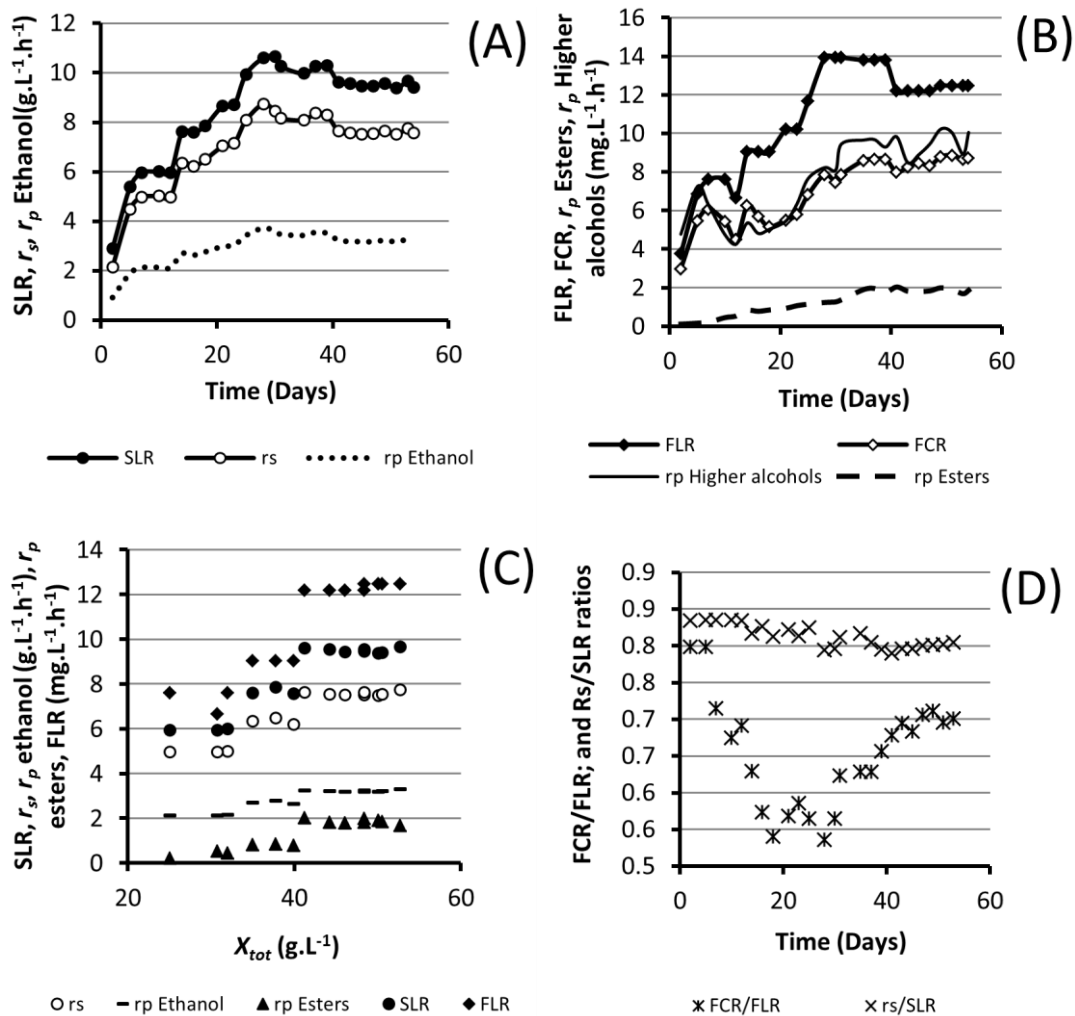 (A)
SLR, rs, rp Ethanol(g.L-1.h-1)
12
10
8
6
4
2
0
0 20 40 60
Time (Days)
SLR rs rp Ethanol
(B)
FLR, FCR, rp Esters, rp Higher
alcohols (mg.L-1.h-1)
16
14
12
10
8
6
4
2
0
0 20 40 60
Time (Days)
FLR FCR
rp Higher alcohols rp Esters
(C)
SLR, rs, rp ethanol (g.L-1.h-1), rp
esters, FLR (mg.L-1.h-1)
14
12
10
8
6
4
2
0
20 40 60
Xtot (g.L-1)
rs rp Ethanol rp Esters SLR FLR
(D)
FCR/FLR; and Rs/SLR ratios
0.9
0.9
0.8
0.8
0.7
0.7
0.6
0.6
0.5
0 20 40 60
Time (Days)
FCR/FLR rs/SLR